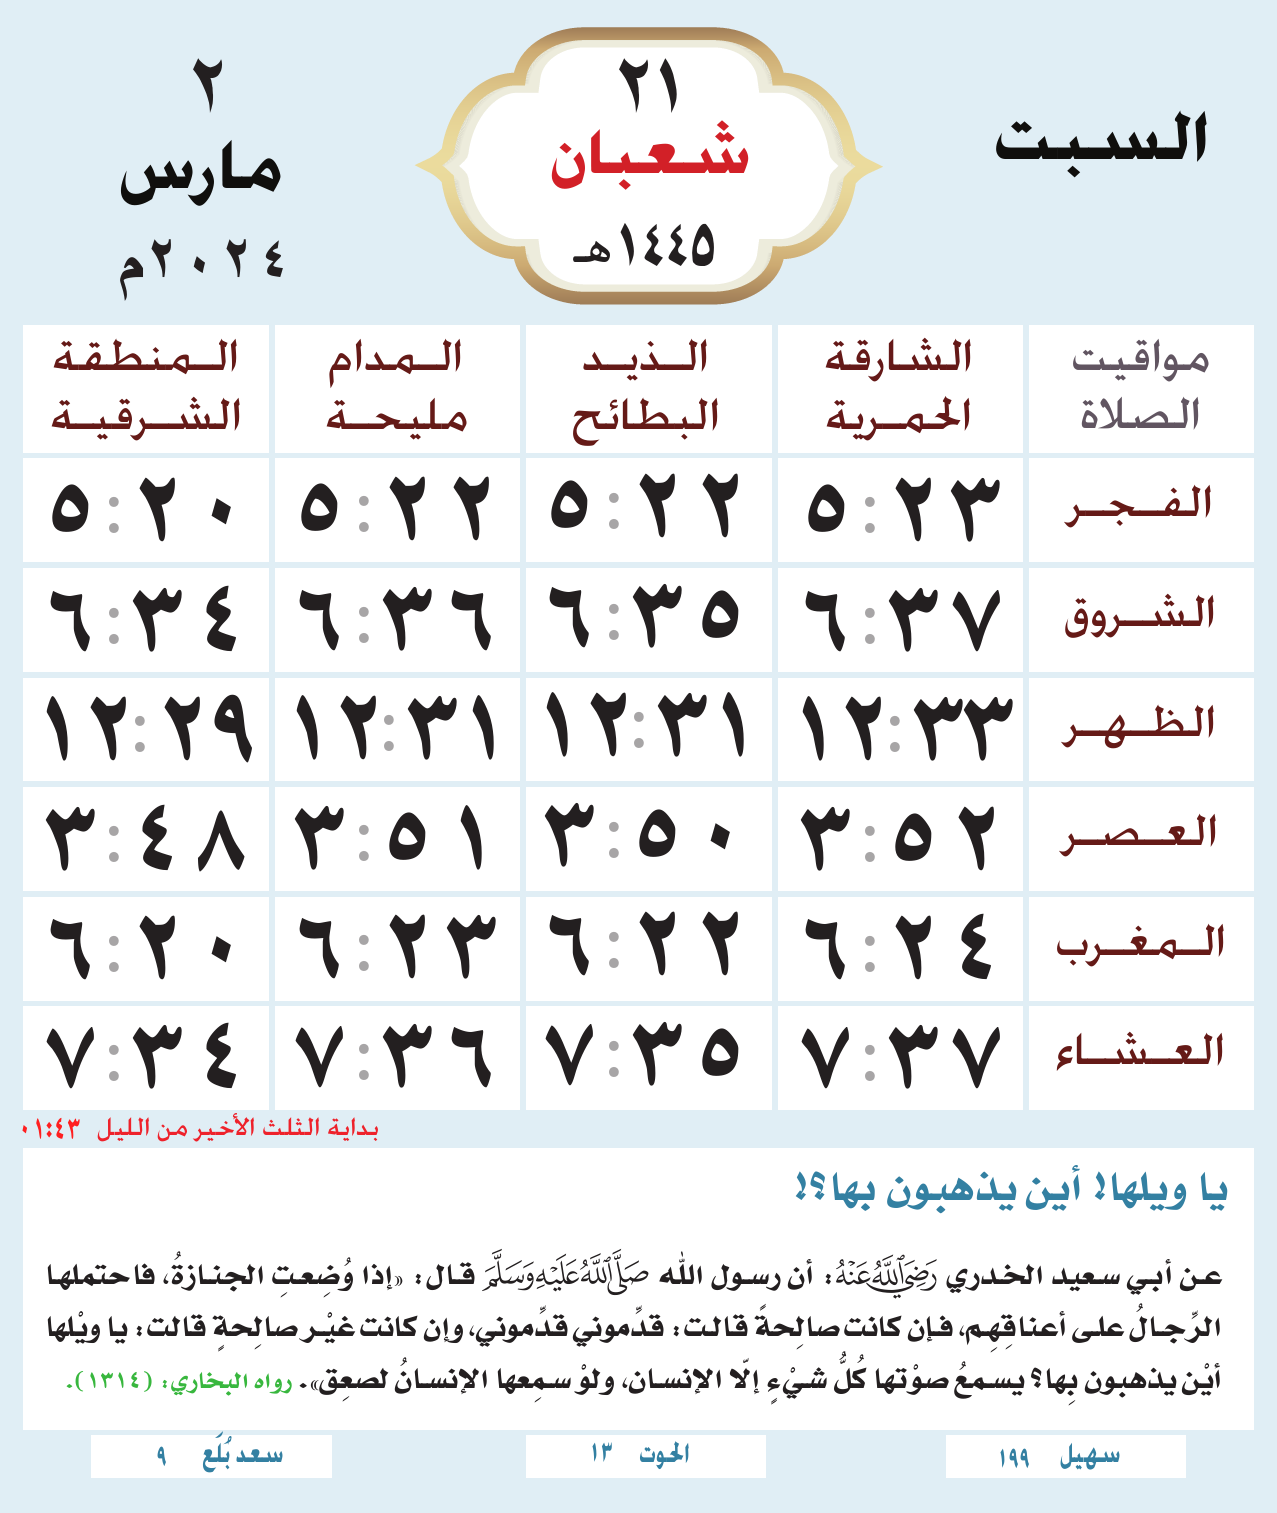 السبت
٢١
شعبان
١٤٤٥هـ
٢
مارس
٢٠٢٤م
مواقيت الصلاة | الشارقة الحمرية | الذيد البطائح | المدام مليحة | المنطقة الشرقية
الفجر | ٥:٢٣ | ٥:٢٢ | ٥:٢٢ | ٥:٢٠
الشروق | ٦:٣٧ | ٦:٣٥ | ٦:٣٦ | ٦:٣٤
الظهر | ١٢:٣٣ | ١٢:٣١ | ١٢:٣١ | ١٢:٢٩
العصر | ٣:٥٢ | ٣:٥٠ | ٣:٥١ | ٣:٤٨
المغرب | ٦:٢٤ | ٦:٢٢ | ٦:٢٣ | ٦:٢٠
العشاء | ٧:٣٧ | ٧:٣٥ | ٧:٣٦ | ٧:٣٤
بداية الثلث الأخير من الليل ٠١:٤٣
يا ويلها! أين يذهبون بها؟!
عن أبي سعيد الخدري رَضِيَ اللَّهُ عَنْهُ: أن رسول الله صَلَّى اللَّهُ عَلَيْهِ وَسَلَّمَ قال: «إذا وُضِعتِ الجنازةُ، فاحتملها
الرِّجالُ على أعناقِهِم، فإن كانت صالِحةً قالت: قدِّموني قدِّموني، وإن كانت غيْر صالِحةٍ قالت: يا ويْلها
أيْن يذهبون بِها؟ يسمعُ صوْتها كُلُّ شيْءٍ إلّا الإنسان، ولوْ سمِعها الإنسانُ لصعِق». رواه البخاري: (١٣١٤).
سهيل ١٩٩
الحوت ١٣
سعد بُلَع ٩